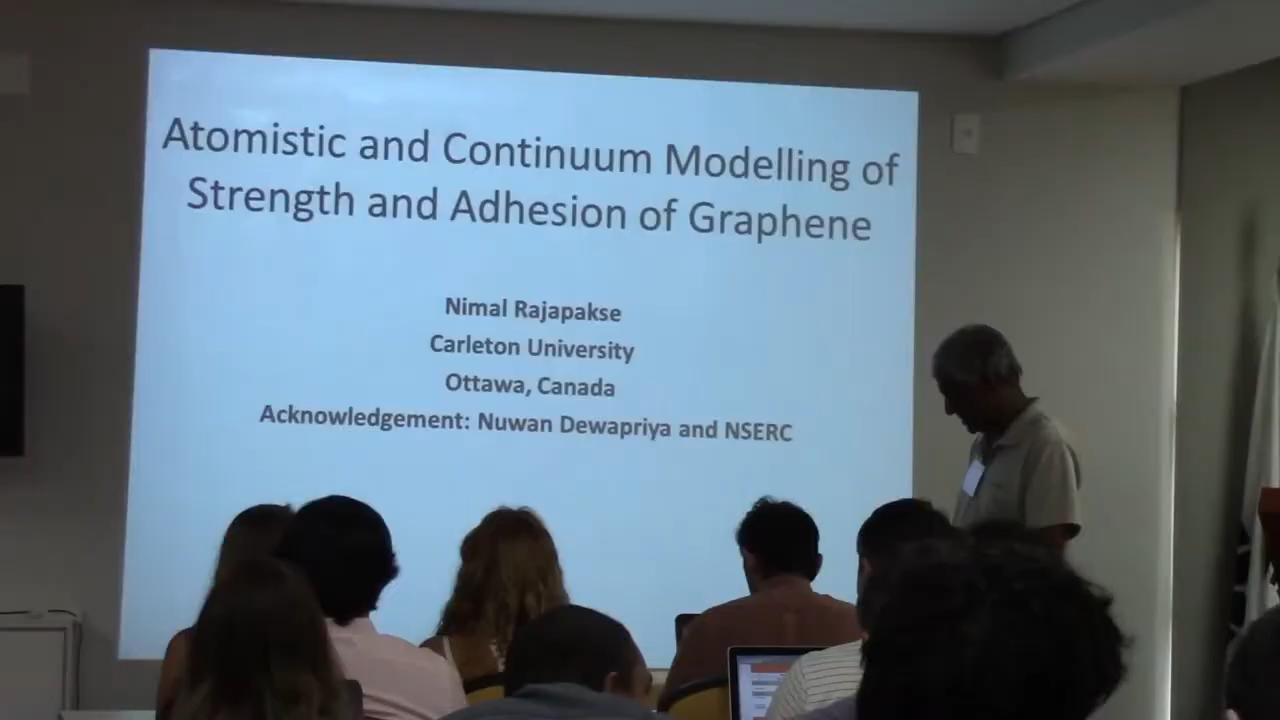 Atomistic and Continuum Modelling of
Strength and Adhesion of Graphene
Nimal Rajapakse
Carleton University
Ottawa, Canada
Acknowledgement: Nuwan Dewapriya and NSERC